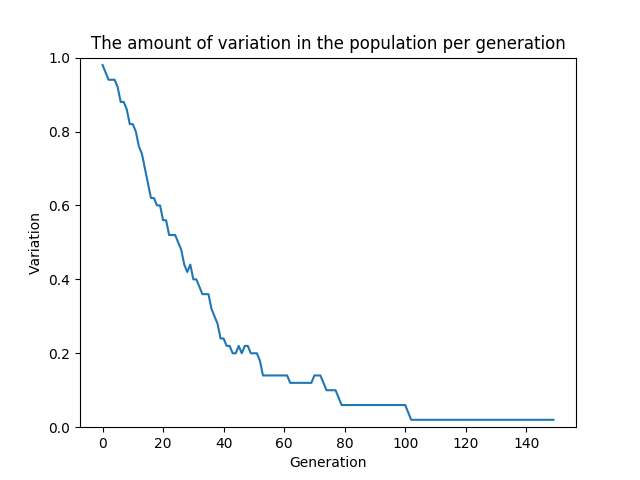 The amount of variation in the population per generation
1.0
0.8
0.6
0.4
0.2
0.0
Variation
0 20 40 60 80 100 120 140
Generation